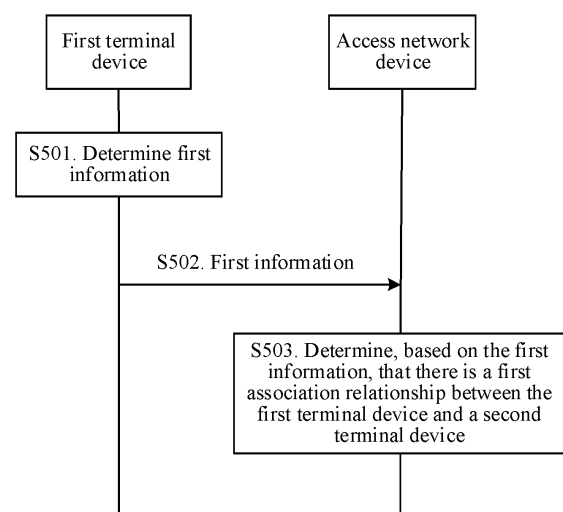 First terminal
device
Access network
device
S501. Determine first
information
S502. First information
S503. Determine, based on the first
information, that there is a first
association relationship between the
first terminal device and a second
terminal device